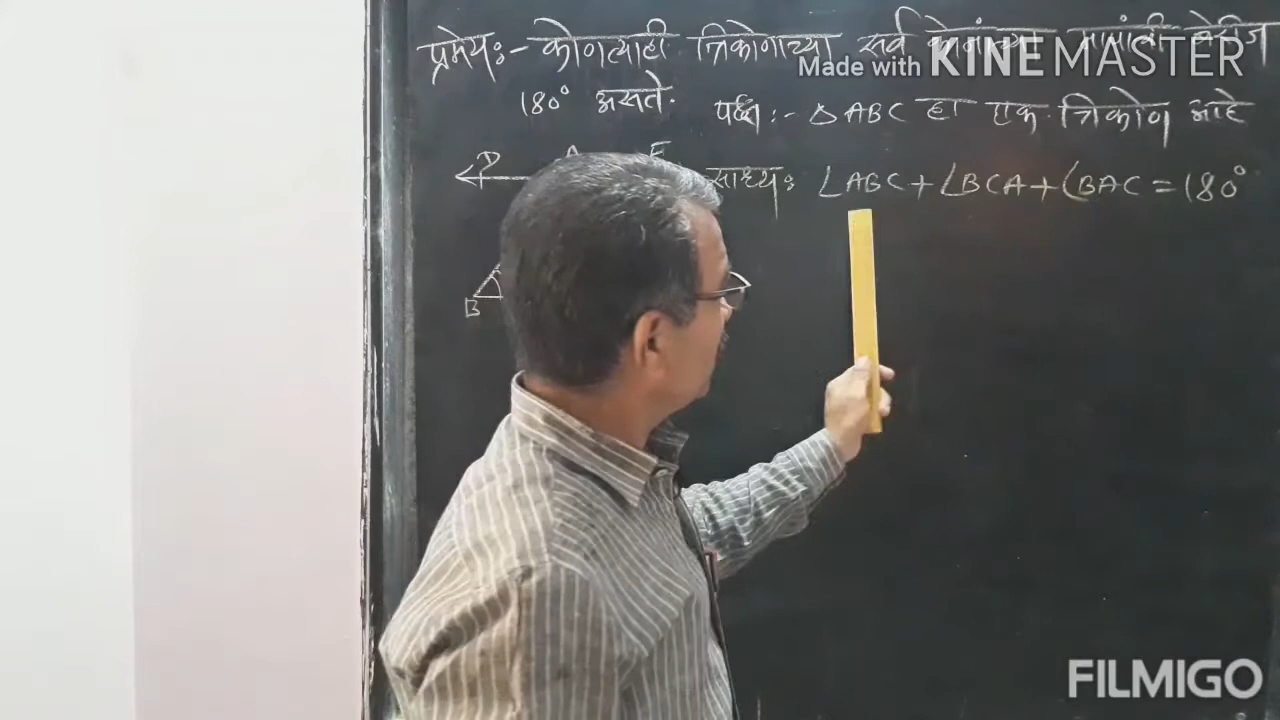 प्रमेय:- कोणत्याही त्रिकोणाच्या सर्व कोनांच्या मापांची बेरीज
Made with KINEMASTER
180° असते.
पक्ष:- △ABC हा एक त्रिकोण आहे
D A E
साध्य: ∠ABC+∠BCA+∠BAC=180°
B
FILMIGO